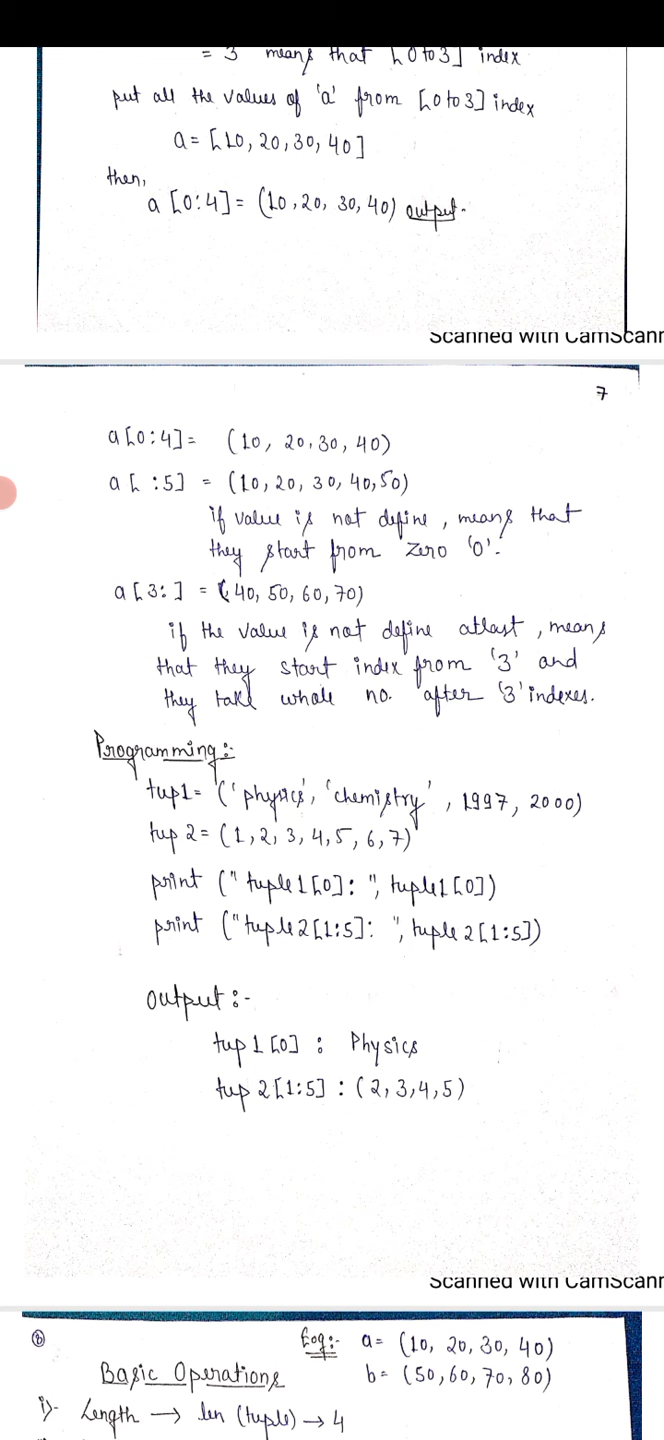 = 3 means that [0 to 3] index
put all the values of 'a' from [0 to 3] index
a = [10, 20, 30, 40]
then,
a [0:4] = (10, 20, 30, 40) output.
Scanned with CamScann
7
a[0:4] = (10, 20, 30, 40)
a [ :5] = (10, 20, 30, 40, 50)
if value is not define, means that
they start from zero '0'.
a [3: ] = (40, 50, 60, 70)
if the value is not define atlast, means
that they start index from '3' and
they take whole no. after '3' indexes.
Programming:-
tup1 = ('physics', 'chemistry', 1997, 2000)
tup 2 = (1, 2, 3, 4, 5, 6, 7)
print (" tuple 1 [0]: ", tuple1 [0])
print ("tuple2 [1:5]: ", tuple 2 [1:5])
Output :-
tup 1 [0] : Physics
tup 2 [1:5] : (2, 3, 4, 5)
Scanned with CamScann
8
Eog:- a = (10, 20, 30, 40)
Basic Operations b = (50, 60, 70, 80)
i)- Length → len (tuple) → 4